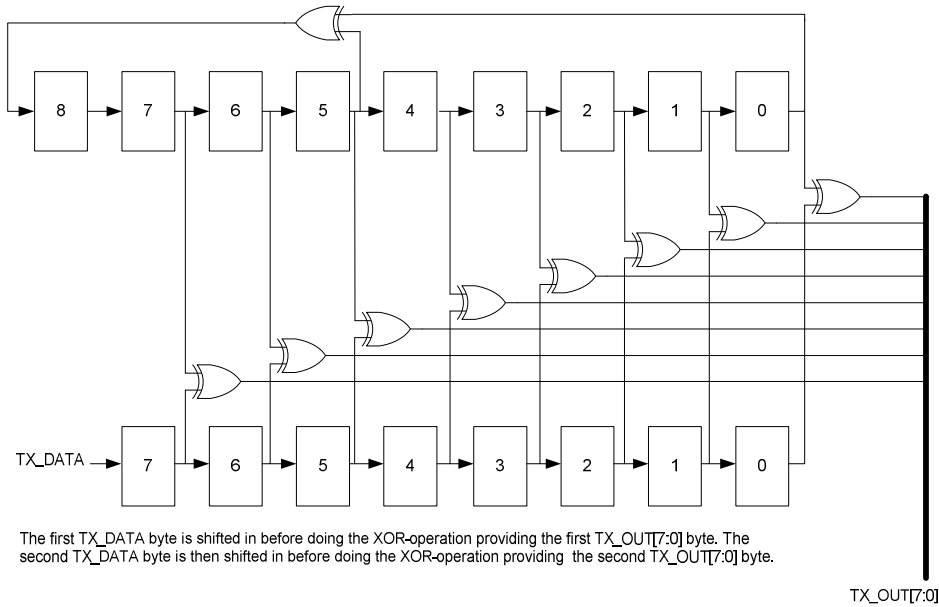 8 7 6 5 4 3 2 1 0
TX_DATA 7 6 5 4 3 2 1 0
The first TX_DATA byte is shifted in before doing the XOR-operation providing the first TX_OUT[7:0] byte. The
second TX_DATA byte is then shifted in before doing the XOR-operation providing the second TX_OUT[7:0] byte.
TX_OUT[7:0]